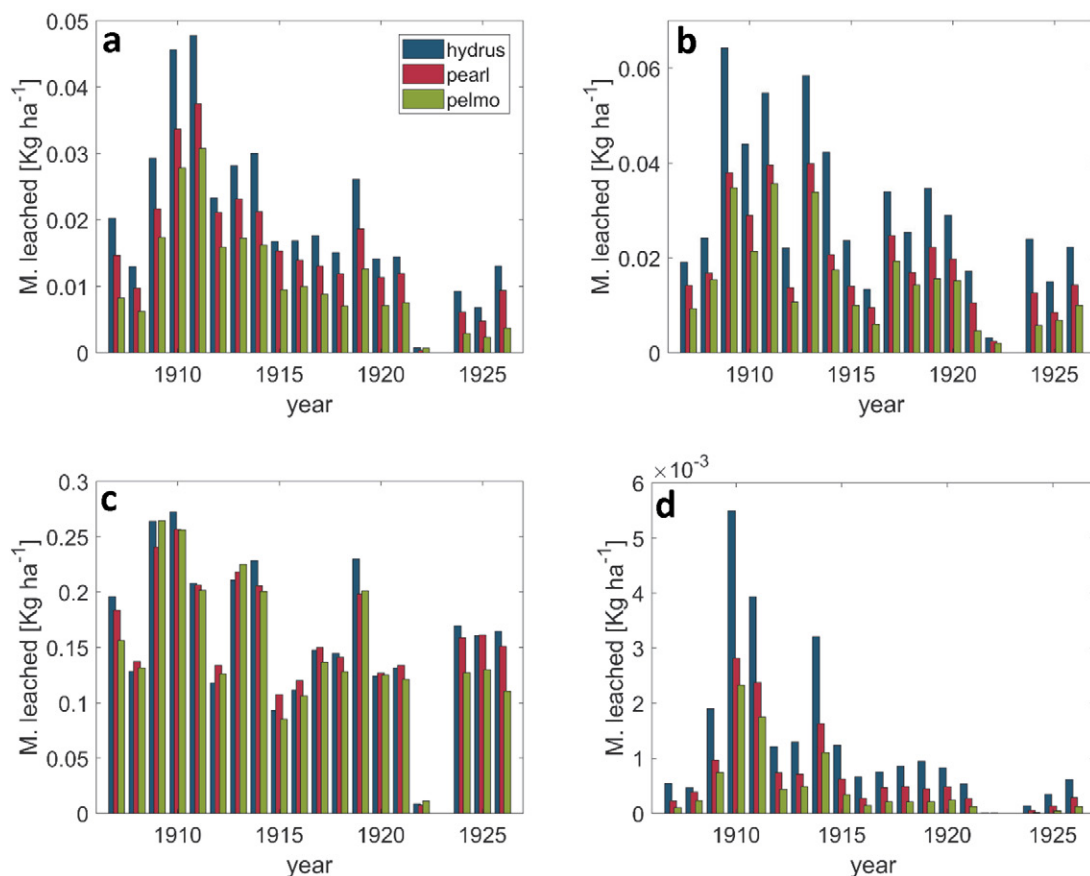 a
M. leached [Kg ha-1]
0.05
0.04
0.03
0.02
0.01
0
hydrus
pearl
pelmo
1910 1915 1920 1925
year
b
M. leached [Kg ha-1]
0.06
0.04
0.02
0
1910 1915 1920 1925
year
c
M. leached [Kg ha-1]
0.3
0.25
0.2
0.15
0.1
0.05
0
1910 1915 1920 1925
year
d
×10-3
M. leached [Kg ha-1]
6
5
4
3
2
1
0
1910 1915 1920 1925
year